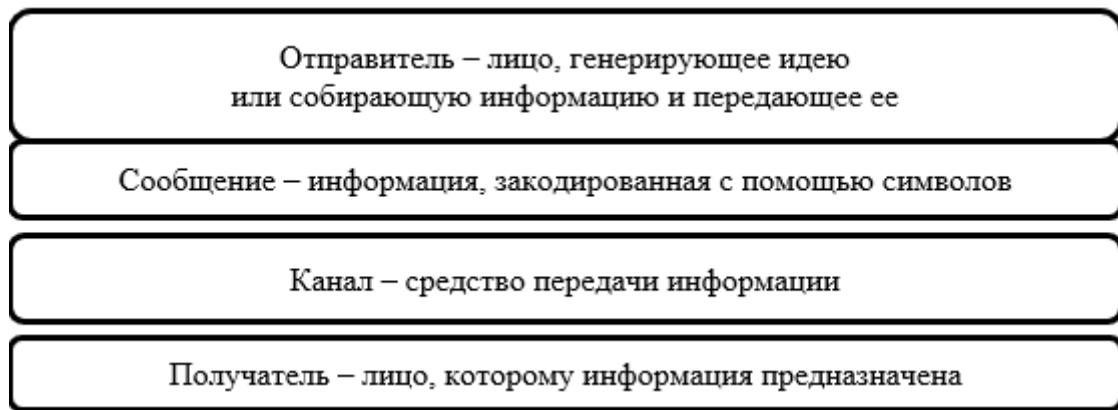 Отправитель – лицо, генерирующее идею
или собирающую информацию и передающее ее
Сообщение – информация, закодированная с помощью символов
Канал – средство передачи информации
Получатель – лицо, которому информация предназначена